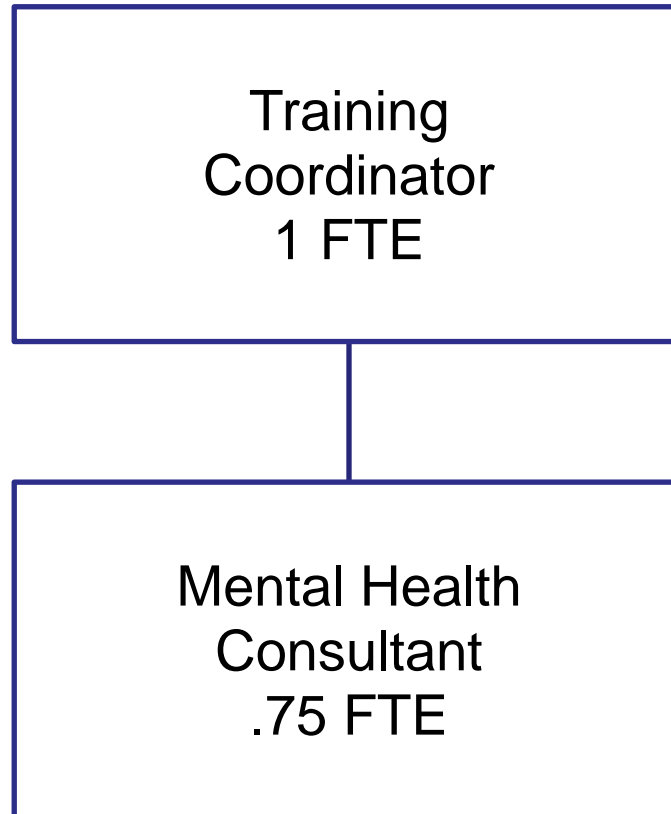 Training
Coordinator
1 FTE
Mental Health
Consultant
.75 FTE